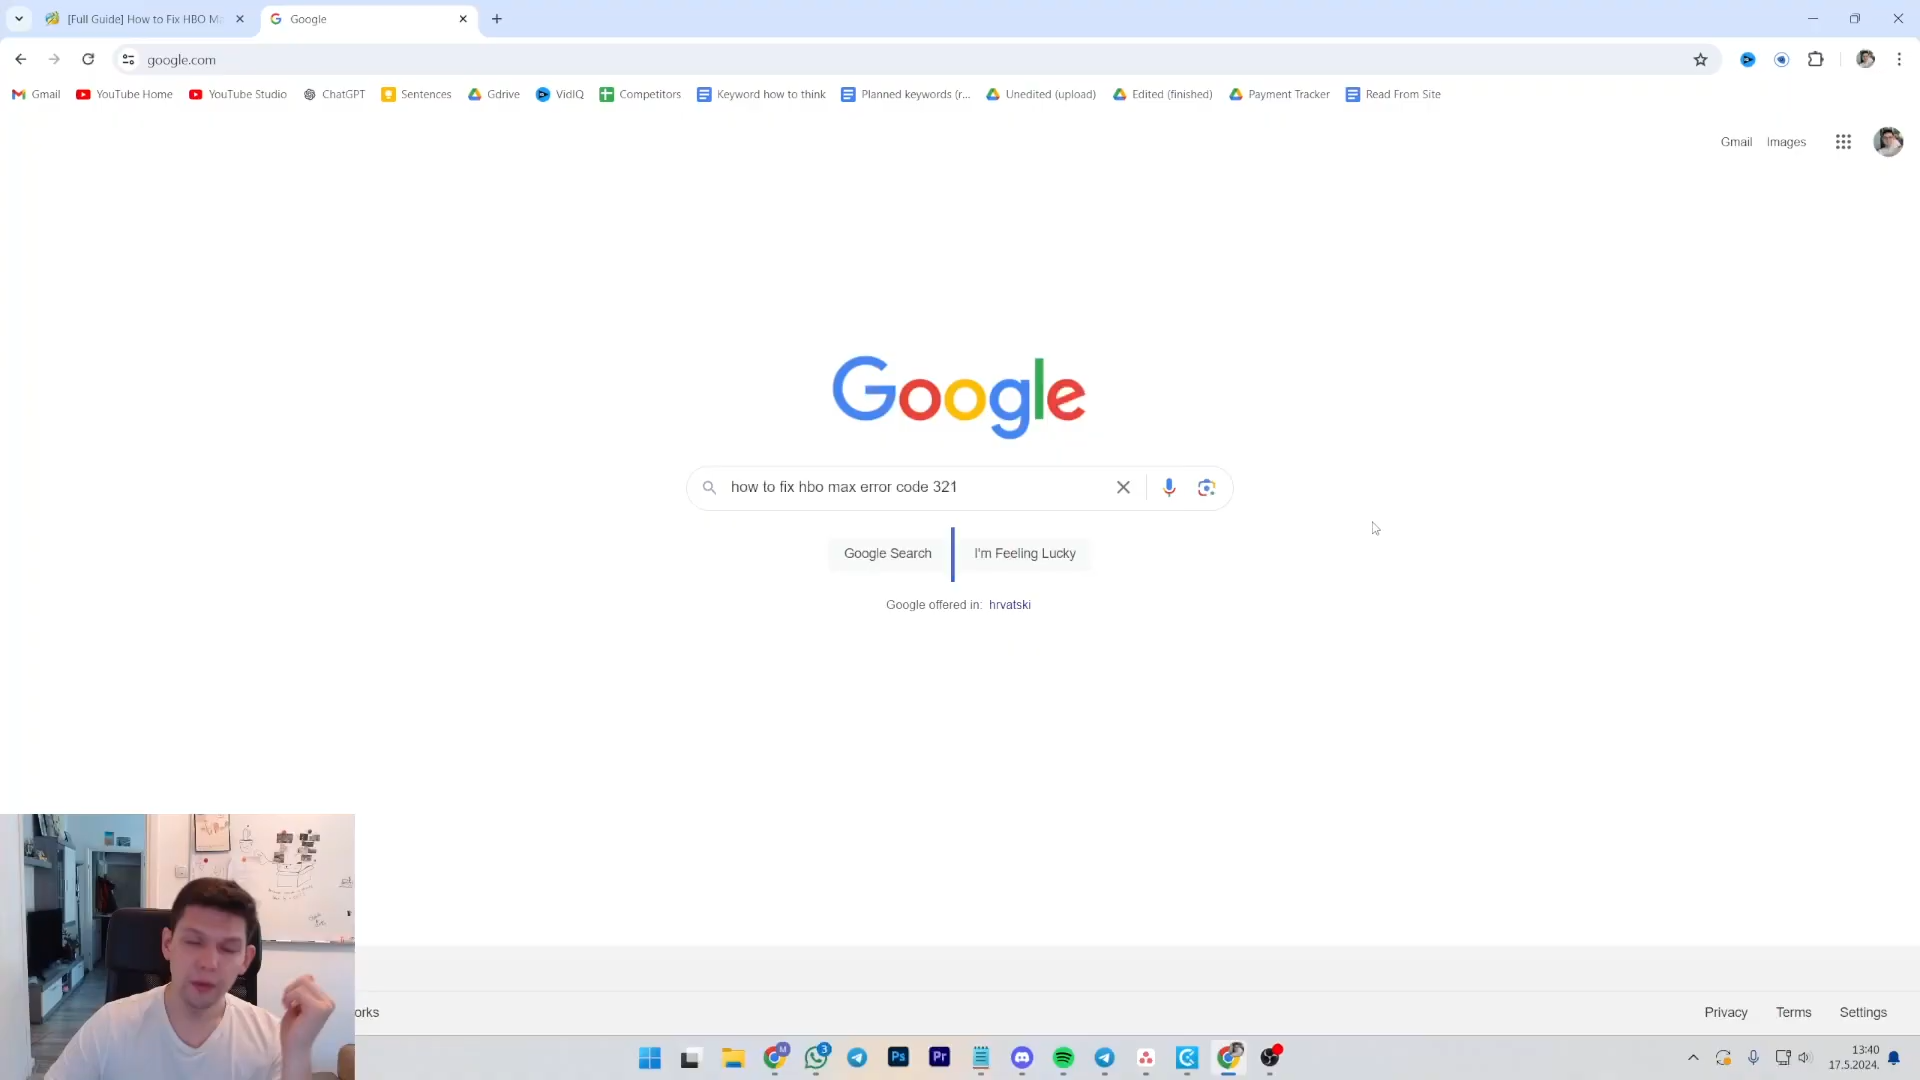 [Full Guide] How to Fix HBO M
Google
google.com
Gmail
YouTube Home
YouTube Studio
ChatGPT
Sentences
Gdrive
VidIQ
Competitors
Keyword how to think
Planned keywords (r...
Unedited (upload)
Edited (finished)
Payment Tracker
Read From Site
Gmail
Images
Google
how to fix hbo max error code 321
Google Search
I'm Feeling Lucky
Google offered in: hrvatski
orks
Privacy
Terms
Settings
M
3
Ps
Pr
13:40
17.5.2024.